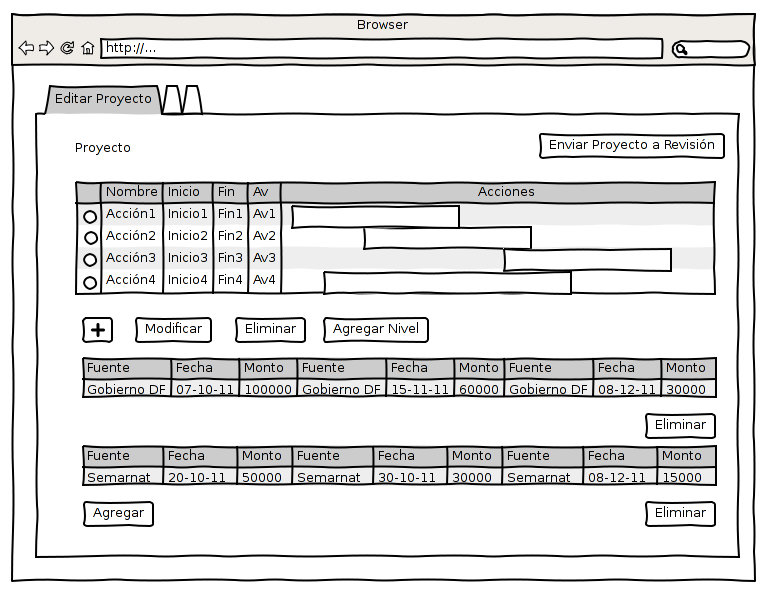 Browser
http://...
Editar Proyecto
Proyecto
Enviar Proyecto a Revisión
Nombre Inicio Fin Av Acciones
Acción1 Inicio1 Fin1 Av1
Acción2 Inicio2 Fin2 Av2
Acción3 Inicio3 Fin3 Av3
Acción4 Inicio4 Fin4 Av4
+ Modificar Eliminar Agregar Nivel
Fuente Fecha Monto Fuente Fecha Monto Fuente Fecha Monto
Gobierno DF 07-10-11 100000 Gobierno DF 15-11-11 60000 Gobierno DF 08-12-11 30000
Eliminar
Fuente Fecha Monto Fuente Fecha Monto Fuente Fecha Monto
Semarnat 20-10-11 50000 Semarnat 30-10-11 30000 Semarnat 08-12-11 15000
Agregar Eliminar